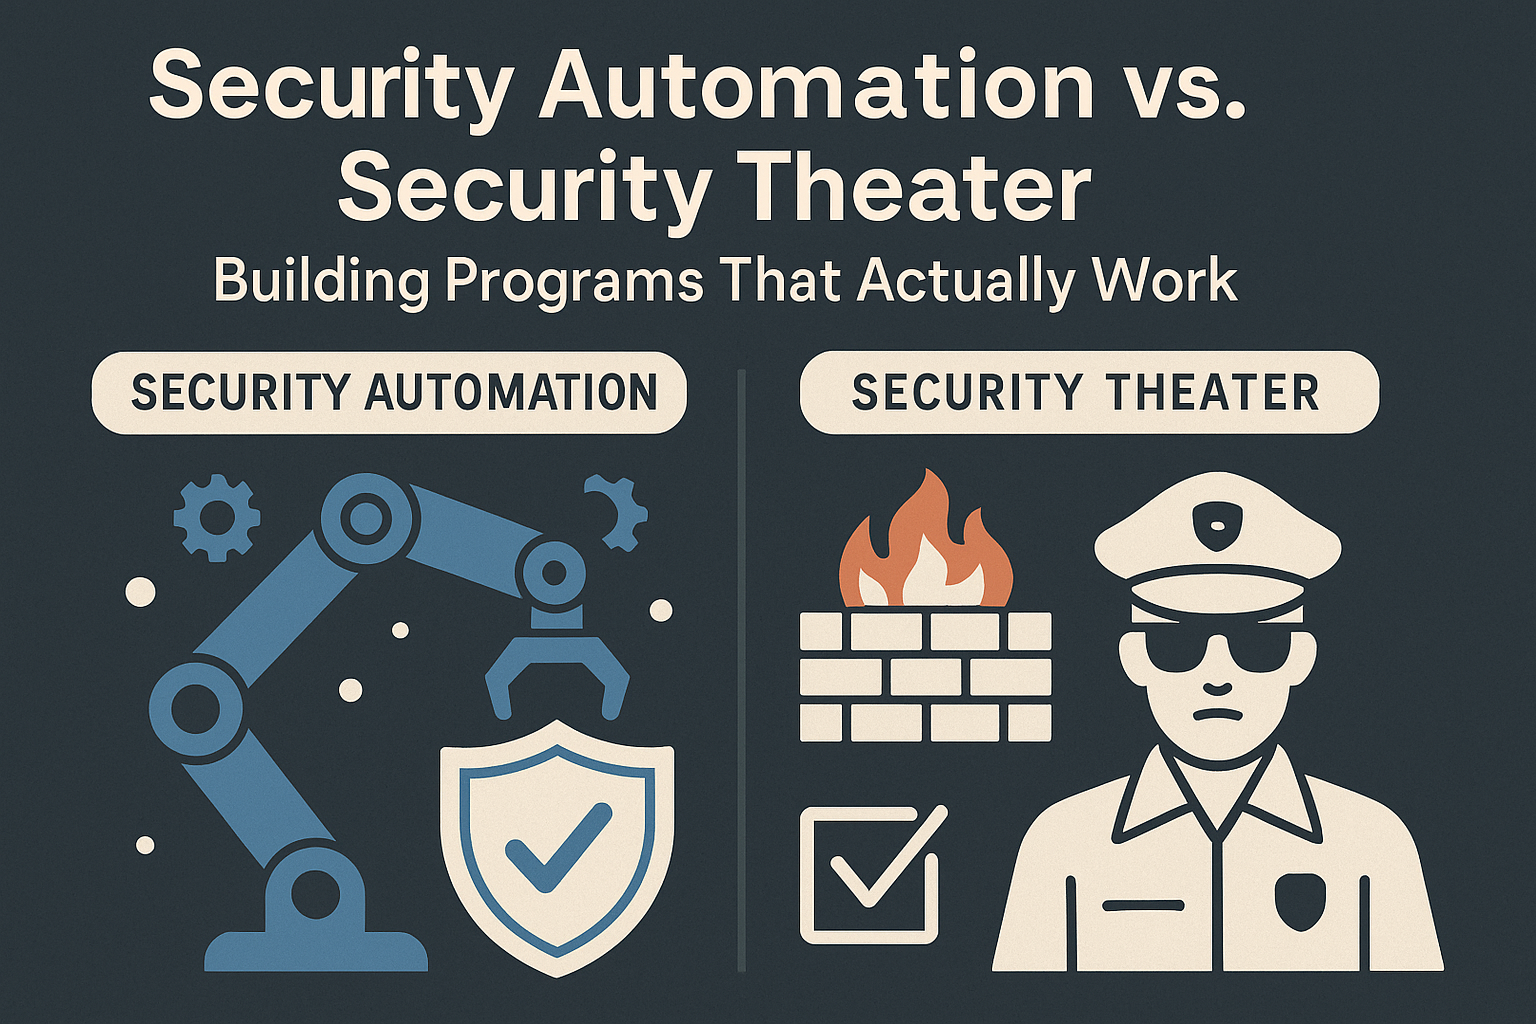 Security Automation vs.
Security Theater
Building Programs That Actually Work
SECURITY AUTOMATION
SECURITY THEATER